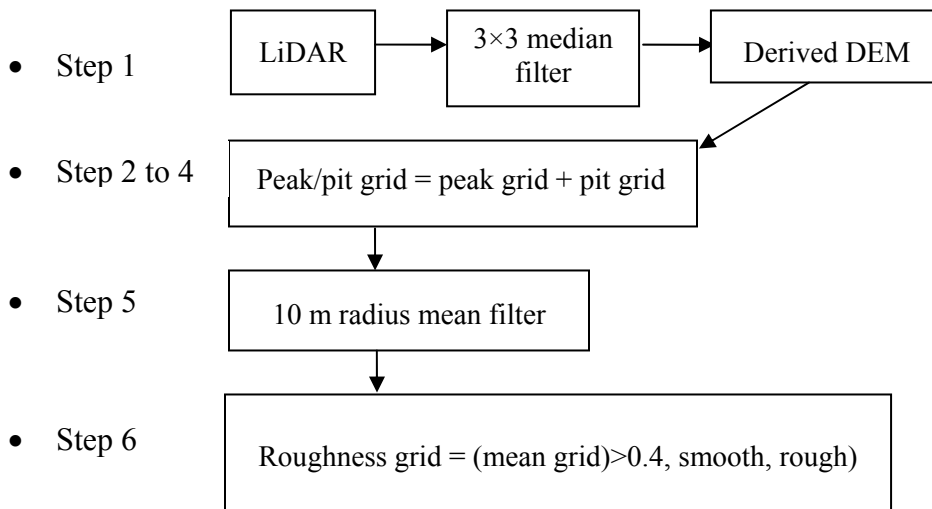 • Step 1
LiDAR
3×3 median
filter
Derived DEM
• Step 2 to 4
Peak/pit grid = peak grid + pit grid
• Step 5
10 m radius mean filter
• Step 6
Roughness grid = (mean grid)>0.4, smooth, rough)